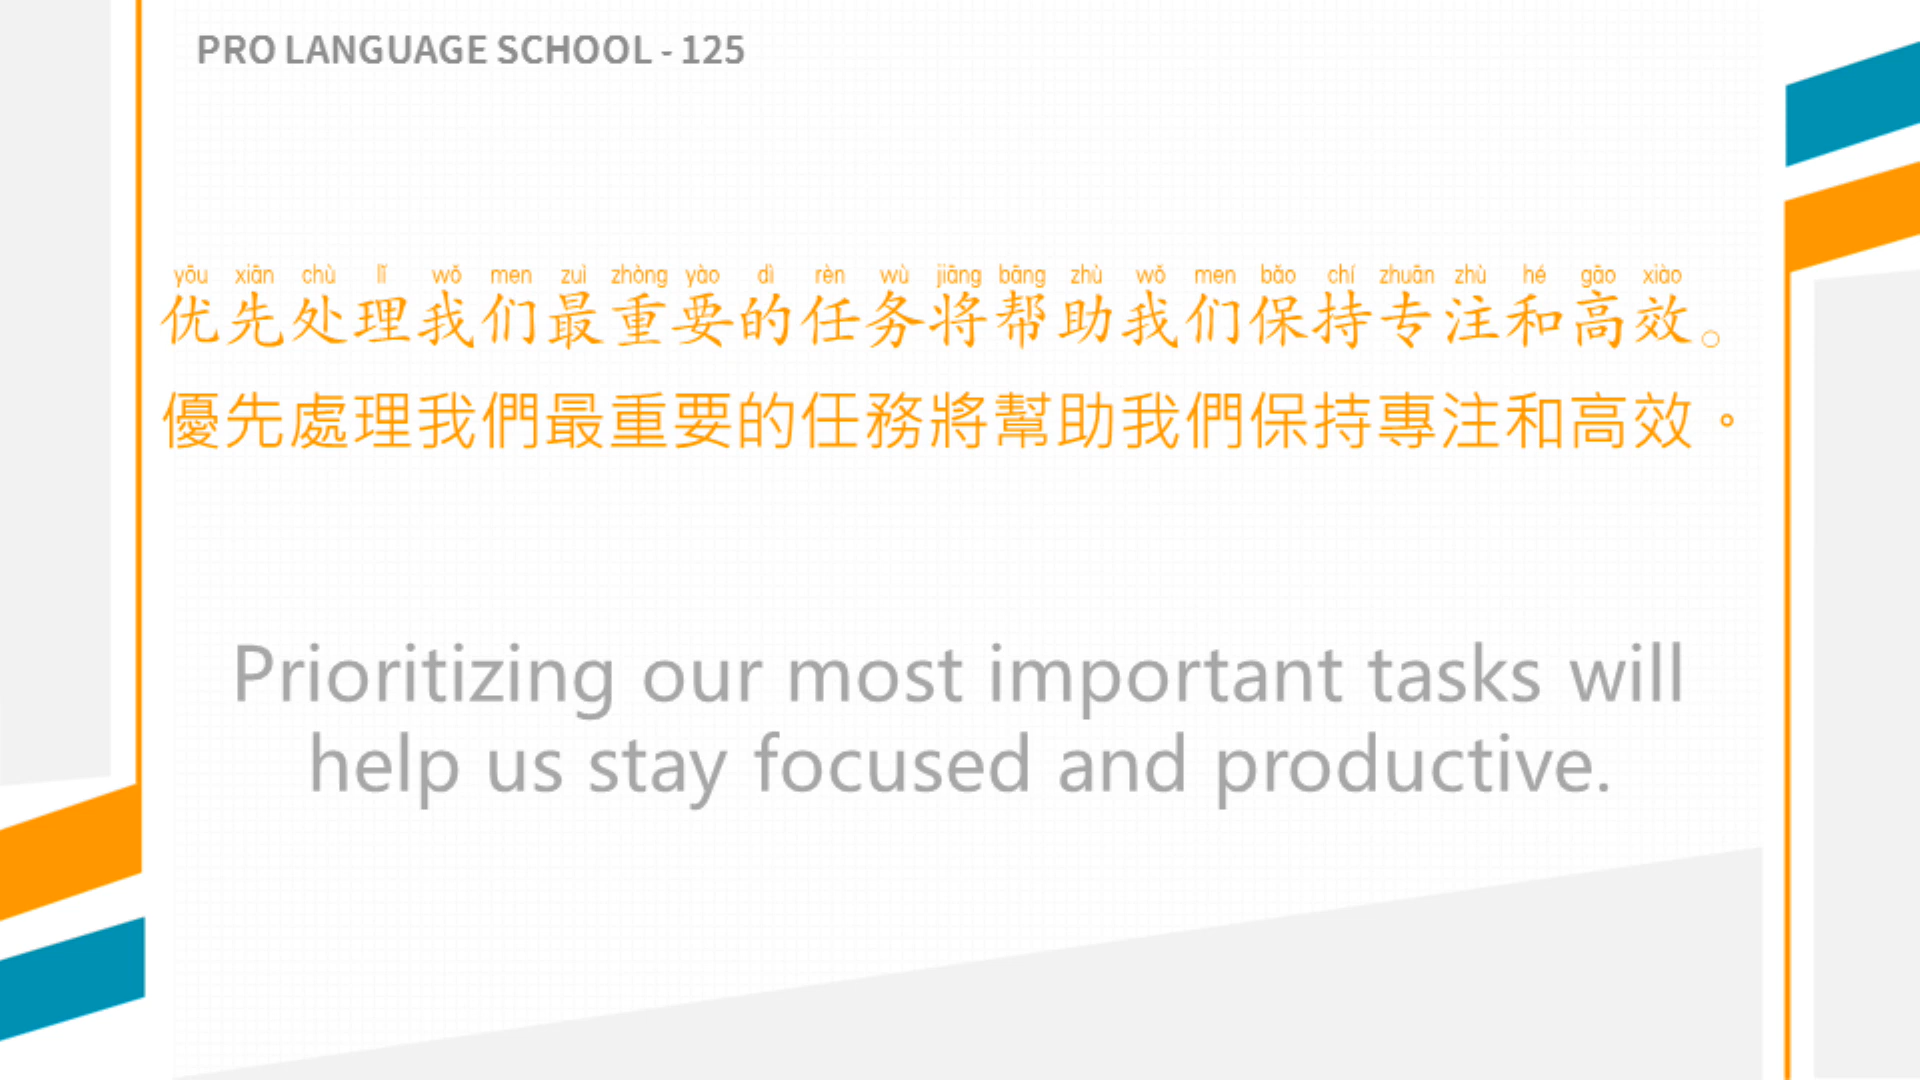 PRO LANGUAGE SCHOOL - 125
yōu xiān chù lǐ wǒ men zuì zhòng yào dì rèn wù jiāng bāng zhù wǒ men bǎo chí zhuān zhù hé gāo xiào
优先处理我们最重要的任务将帮助我们保持专注和高效。
優先處理我們最重要的任務將幫助我們保持專注和高效。
Prioritizing our most important tasks will
help us stay focused and productive.